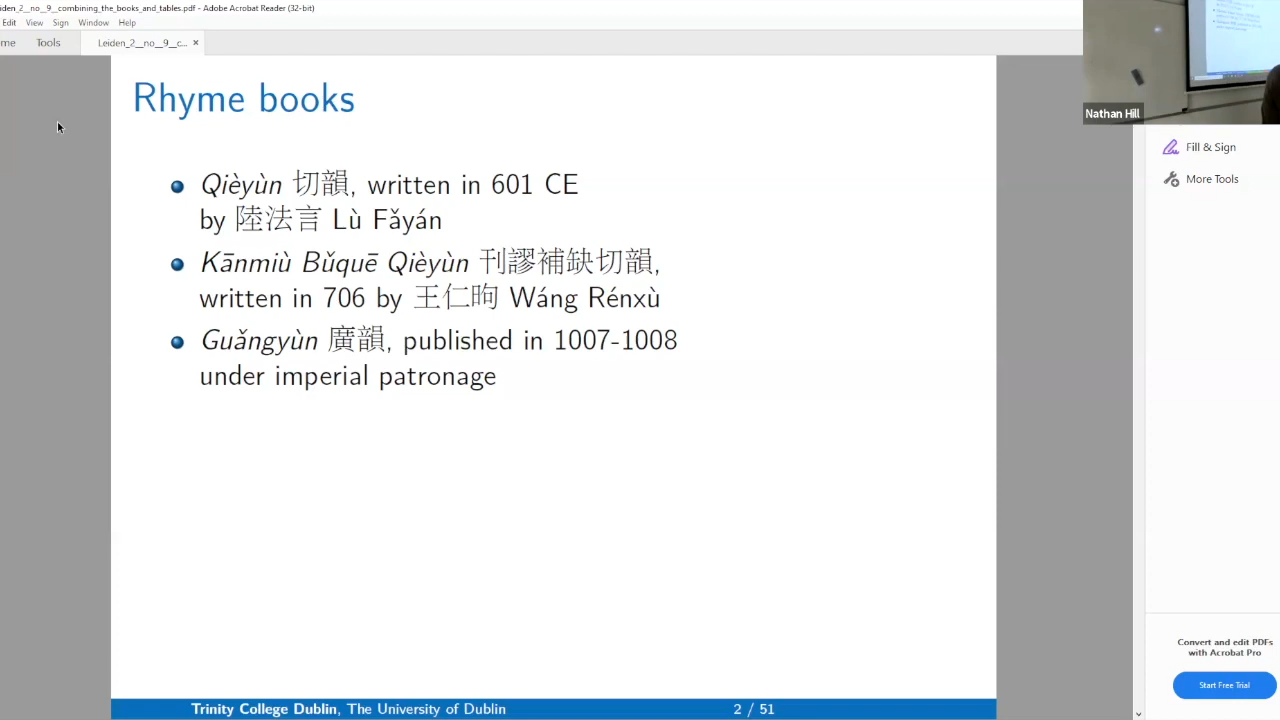 eiden_2__no__9__combining_the_books_and_tables.pdf - Adobe Acrobat Reader (32-bit)
Edit View Sign Window Help
me Tools Leiden_2__no__9__c... ×
Rhyme books
Qièyùn 切韻, written in 601 CE
by 陸法言 Lù Fǎyán
Kānmiù Bǔquē Qièyùn 刊謬補缺切韻,
written in 706 by 王仁昫 Wáng Rénxù
Guǎngyùn 廣韻, published in 1007-1008
under imperial patronage
Trinity College Dublin, The University of Dublin 2 / 51
Nathan Hill
Fill & Sign
More Tools
Convert and edit PDFs
with Acrobat Pro
Start Free Trial